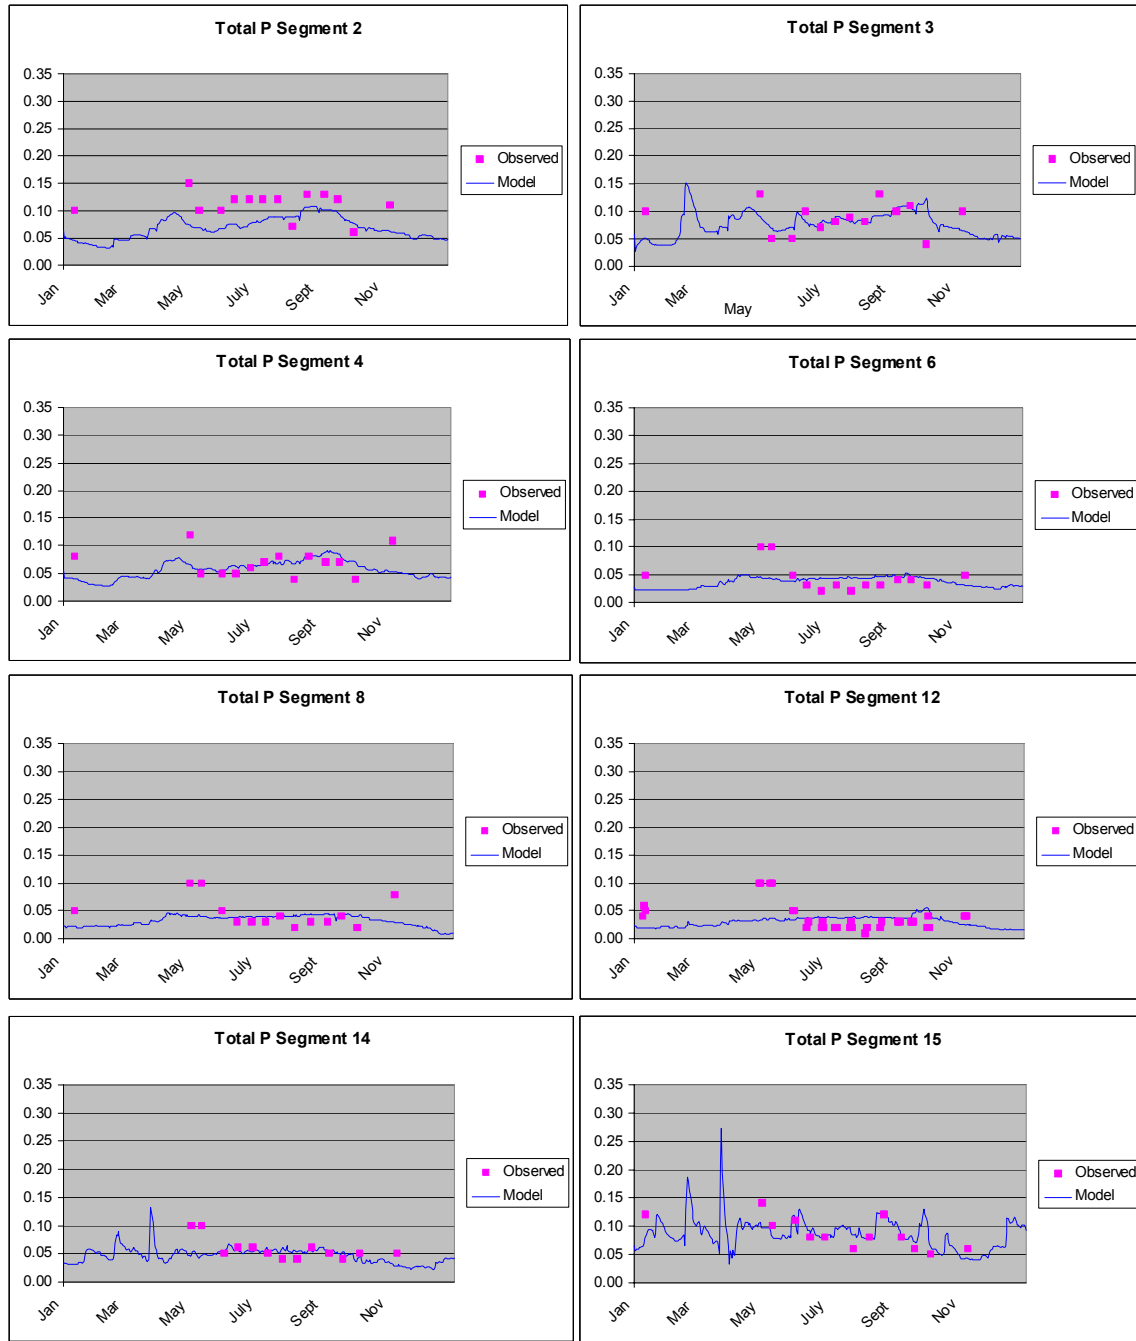 Total P Segment 2
0.35
0.30
0.25
0.20
0.15
0.10
0.05
0.00
Jan
Mar
May
July
Sept
Nov
Observed
Model
Total P Segment 3
0.35
0.30
0.25
0.20
0.15
0.10
0.05
0.00
Jan
Mar
May
July
Sept
Nov
Observed
Model
Total P Segment 4
0.35
0.30
0.25
0.20
0.15
0.10
0.05
0.00
Jan
Mar
May
July
Sept
Nov
Observed
Model
Total P Segment 6
0.35
0.30
0.25
0.20
0.15
0.10
0.05
0.00
Jan
Mar
May
July
Sept
Nov
Observed
Model
Total P Segment 8
0.35
0.30
0.25
0.20
0.15
0.10
0.05
0.00
Jan
Mar
May
July
Sept
Nov
Observed
Model
Total P Segment 12
0.35
0.30
0.25
0.20
0.15
0.10
0.05
0.00
Jan
Mar
May
July
Sept
Nov
Observed
Model
Total P Segment 14
0.35
0.30
0.25
0.20
0.15
0.10
0.05
0.00
Jan
Mar
May
July
Sept
Nov
Observed
Model
Total P Segment 15
0.35
0.30
0.25
0.20
0.15
0.10
0.05
0.00
Jan
Mar
May
July
Sept
Nov
Observed
Model